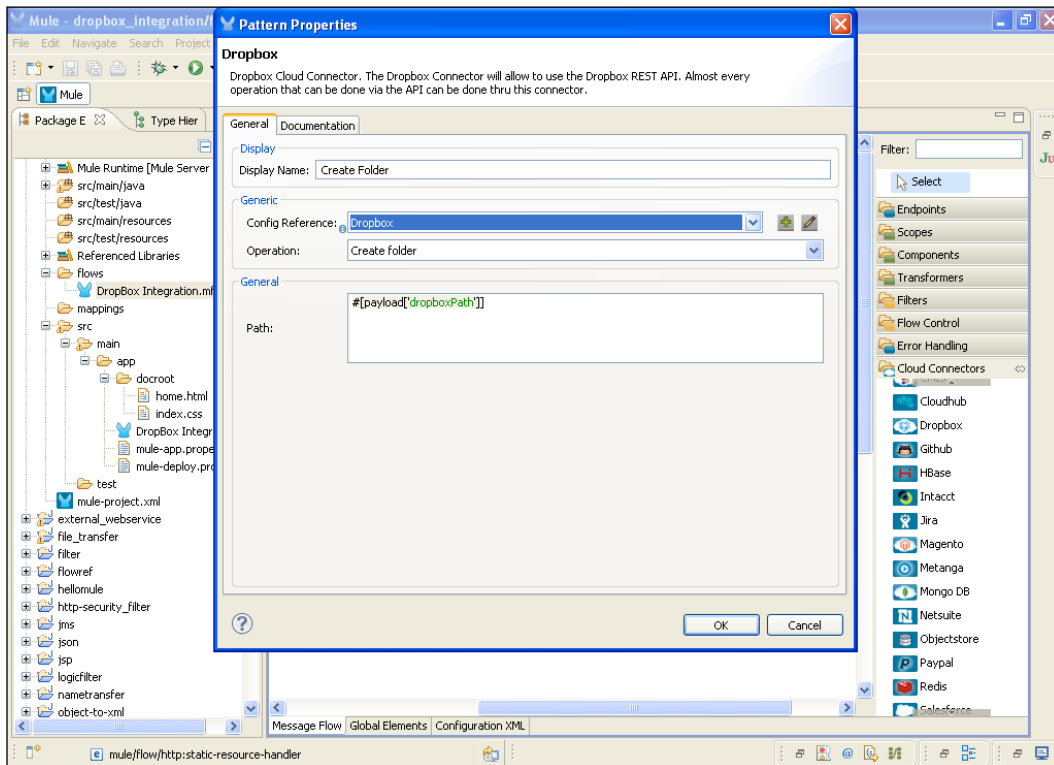 Mule - dropbox_integration/f
Pattern Properties
File Edit Navigate Search Project
Dropbox
Dropbox Cloud Connector. The Dropbox Connector will allow to use the Dropbox REST API. Almost every
operation that can be done via the API can be done thru this connector.
Mule
Package E
Type Hier
General
Documentation
Display
Display Name: Create Folder
Generic
Config Reference: Dropbox
Operation: Create folder
General
Path:
#[payload['dropboxPath']]
OK
Cancel
Mule Runtime [Mule Server
src/main/java
src/test/java
src/main/resources
src/test/resources
Referenced Libraries
flows
DropBox Integration.mf
mappings
src
main
app
docroot
home.html
index.css
DropBox Integr
mule-app.prope
mule-deploy.pro
test
mule-project.xml
external_webservice
file_transfer
filter
flowref
hellomule
http-security_filter
jms
json
jsp
logicfilter
nametransfer
object-to-xml
Filter:
Ju
Select
Endpoints
Scopes
Components
Transformers
Filters
Flow Control
Error Handling
Cloud Connectors
Cloudhub
Dropbox
Github
HBase
Intacct
Jira
Magento
Metanga
Mongo DB
Netsuite
Objectstore
Paypal
Redis
Salesforce
Message Flow
Global Elements
Configuration XML
mule/flow/http:static-resource-handler